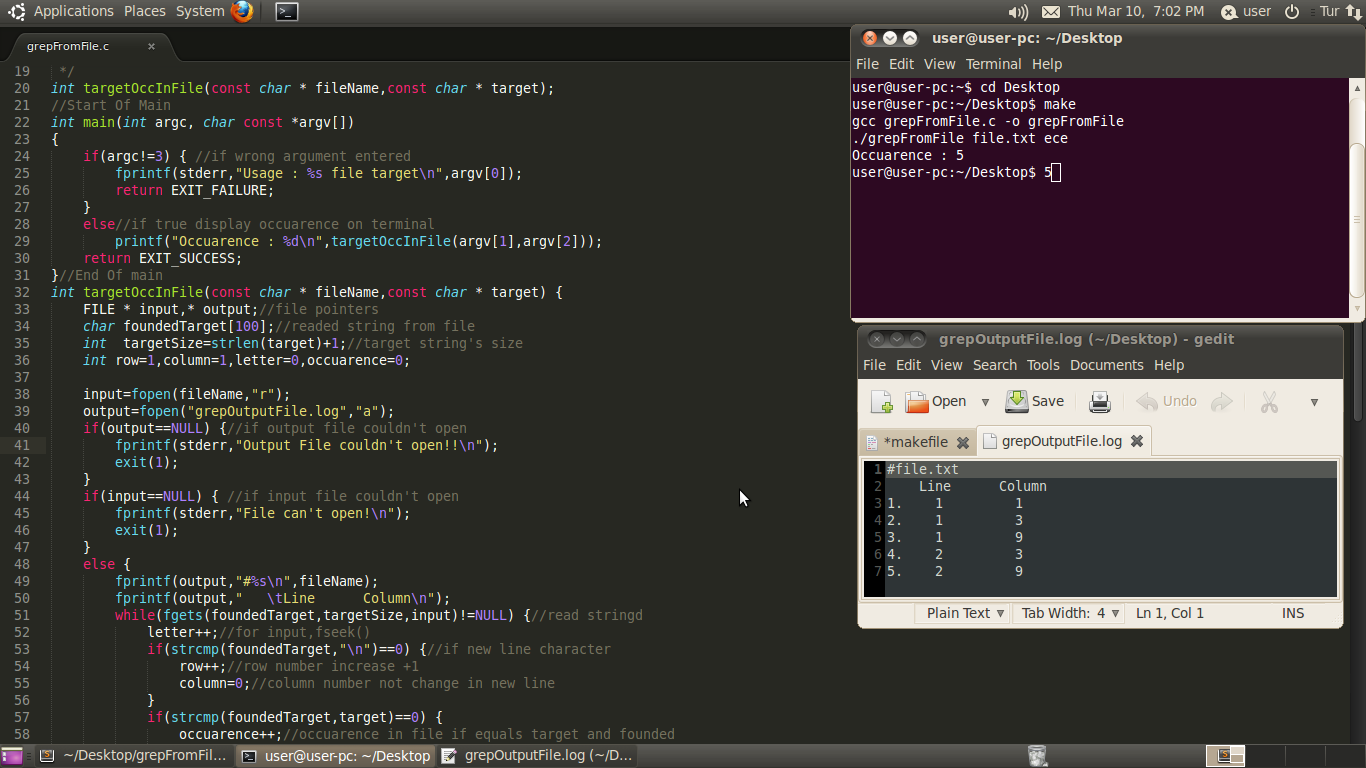 Applications Places System
Thu Mar 10, 7:02 PM user Tur
grepFromFile.c ×
19 */
20 int targetOccInFile(const char * fileName,const char * target);
21 //Start Of Main
22 int main(int argc, char const *argv[])
23 {
24 if(argc!=3) { //if wrong argument entered
25 fprintf(stderr,"Usage : %s file target\n",argv[0]);
26 return EXIT_FAILURE;
27 }
28 else//if true display occuarence on terminal
29 printf("Occuarence : %d\n",targetOccInFile(argv[1],argv[2]));
30 return EXIT_SUCCESS;
31 }//End Of main
32 int targetOccInFile(const char * fileName,const char * target) {
33 FILE * input,* output;//file pointers
34 char foundedTarget[100];//readed string from file
35 int  targetSize=strlen(target)+1;//target string's size
36 int row=1,column=1,letter=0,occuarence=0;
37
38 input=fopen(fileName,"r");
39 output=fopen("grepOutputFile.log","a");
40 if(output==NULL) {//if output file couldn't open
41 fprintf(stderr,"Output File couldn't open!!\n");
42 exit(1);
43 }
44 if(input==NULL) { //if input file couldn't open
45 fprintf(stderr,"File can't open!\n");
46 exit(1);
47 }
48 else {
49 fprintf(output,"#%s\n",fileName);
50 fprintf(output,"   \tLine      Column\n");
51 while(fgets(foundedTarget,targetSize,input)!=NULL) {//read stringd
52 letter++;//for input,fseek()
53 if(strcmp(foundedTarget,"\n")==0) {//if new line character
54 row++;//row number increase +1
55 column=0;//column number not change in new line
56 }
57 if(strcmp(foundedTarget,target)==0) {
58 occuarence++;//occuarence in file if equals target and founded
user@user-pc: ~/Desktop
File Edit View Terminal Help
user@user-pc:~$ cd Desktop
user@user-pc:~/Desktop$ make
gcc grepFromFile.c -o grepFromFile
./grepFromFile file.txt ece
Occuarence : 5
user@user-pc:~/Desktop$ 5
grepOutputFile.log (~/Desktop) - gedit
File Edit View Search Tools Documents Help
Open Save Undo
*makefile grepOutputFile.log
1 #file.txt
2 Line Column
3 1. 1 1
4 2. 1 3
5 3. 1 9
6 4. 2 3
7 5. 2 9
Plain Text Tab Width: 4 Ln 1, Col 1 INS
~/Desktop/grepFromFil... user@user-pc: ~/Desktop grepOutputFile.log (~/D...